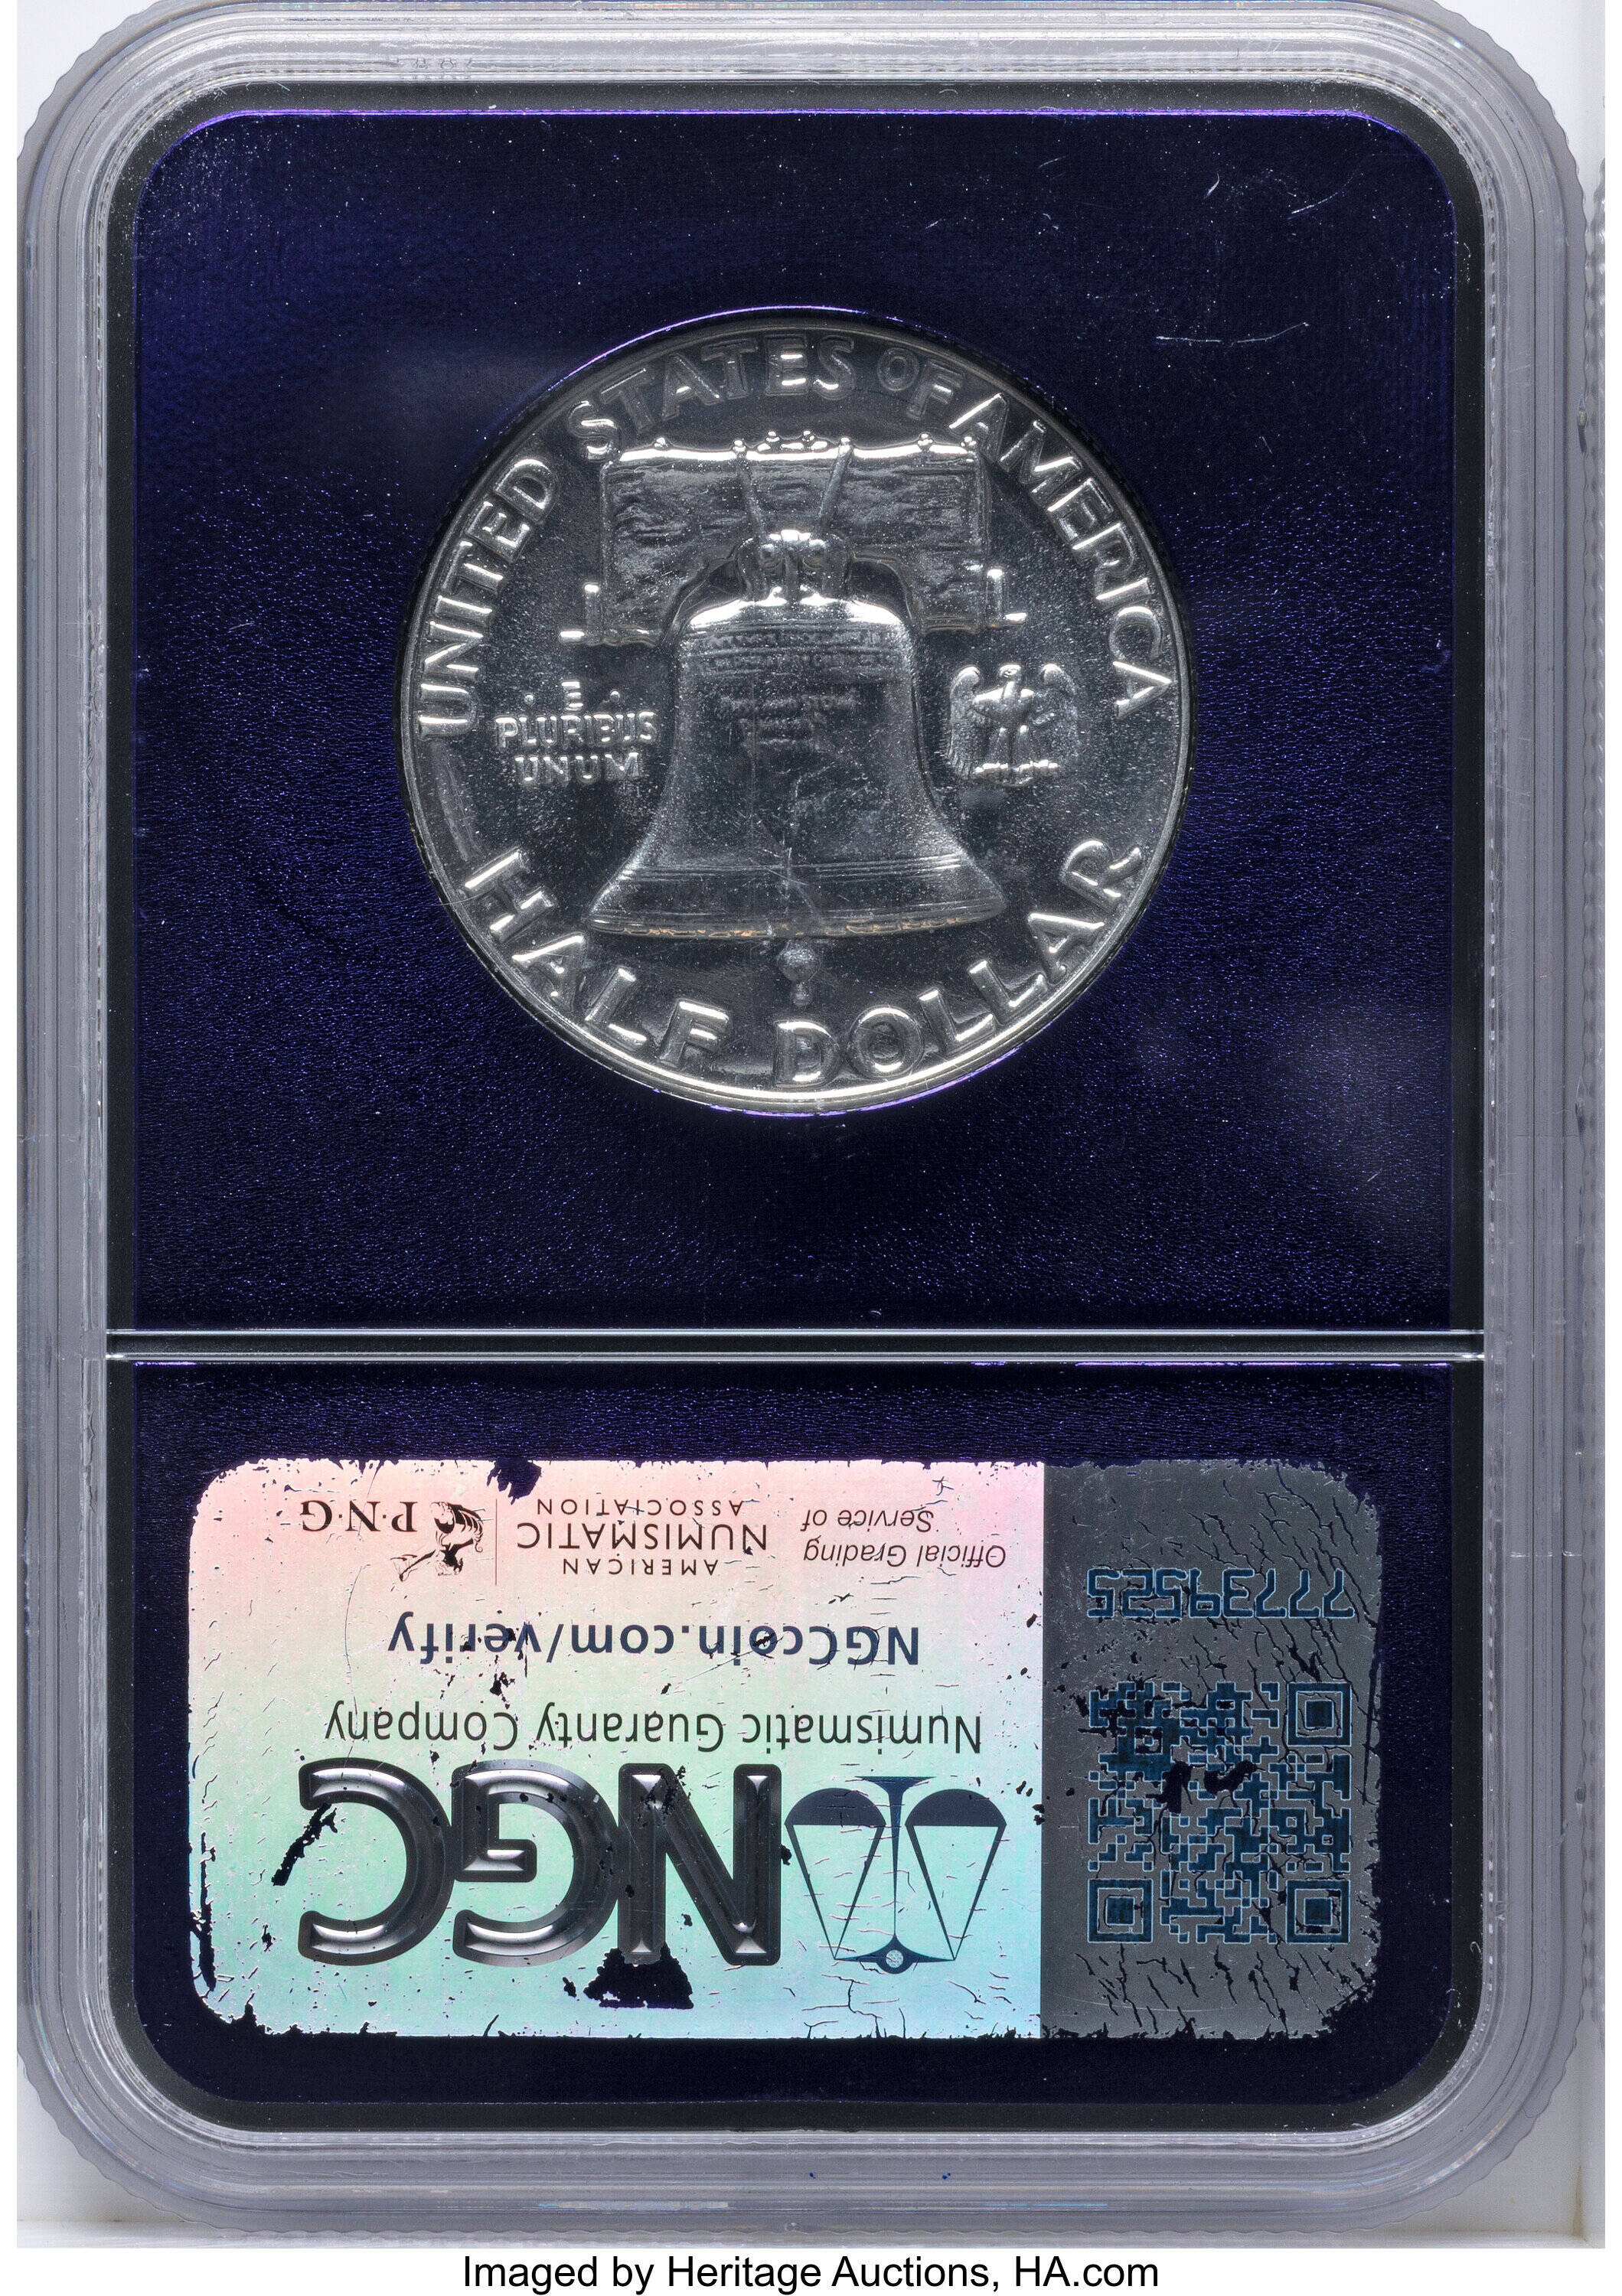 UNITED STATES OF AMERICA
· E ·
PLURIBUS
UNUM
HALF DOLLAR
NGC
Numismatic Guaranty Company
NGCcoin.com/verify
Official Grading
Service of
AMERICAN
NUMISMATIC
ASSOCIATION
P·N·G
77739525
Imaged by Heritage Auctions, HA.com